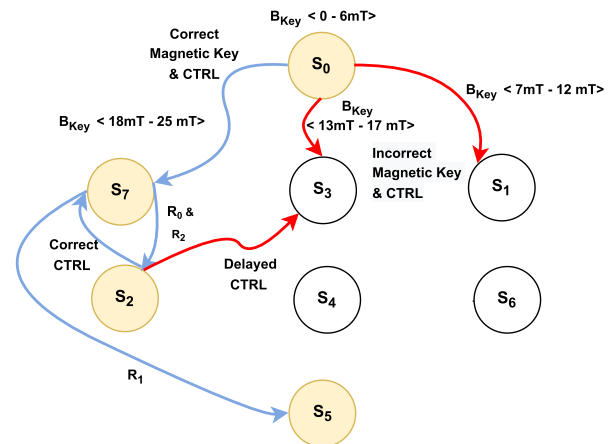 B_Key < 0 - 6mT>
Correct
Magnetic Key
& CTRL
S_0
B_Key < 7mT - 12 mT>
B_Key
< 13mT - 17 mT>
B_Key < 18mT - 25 mT>
Incorrect
Magnetic Key
& CTRL
S_7
S_3
S_1
R_0 &
R_2
Correct
CTRL
Delayed
CTRL
S_2
S_4
S_6
R_1
S_5